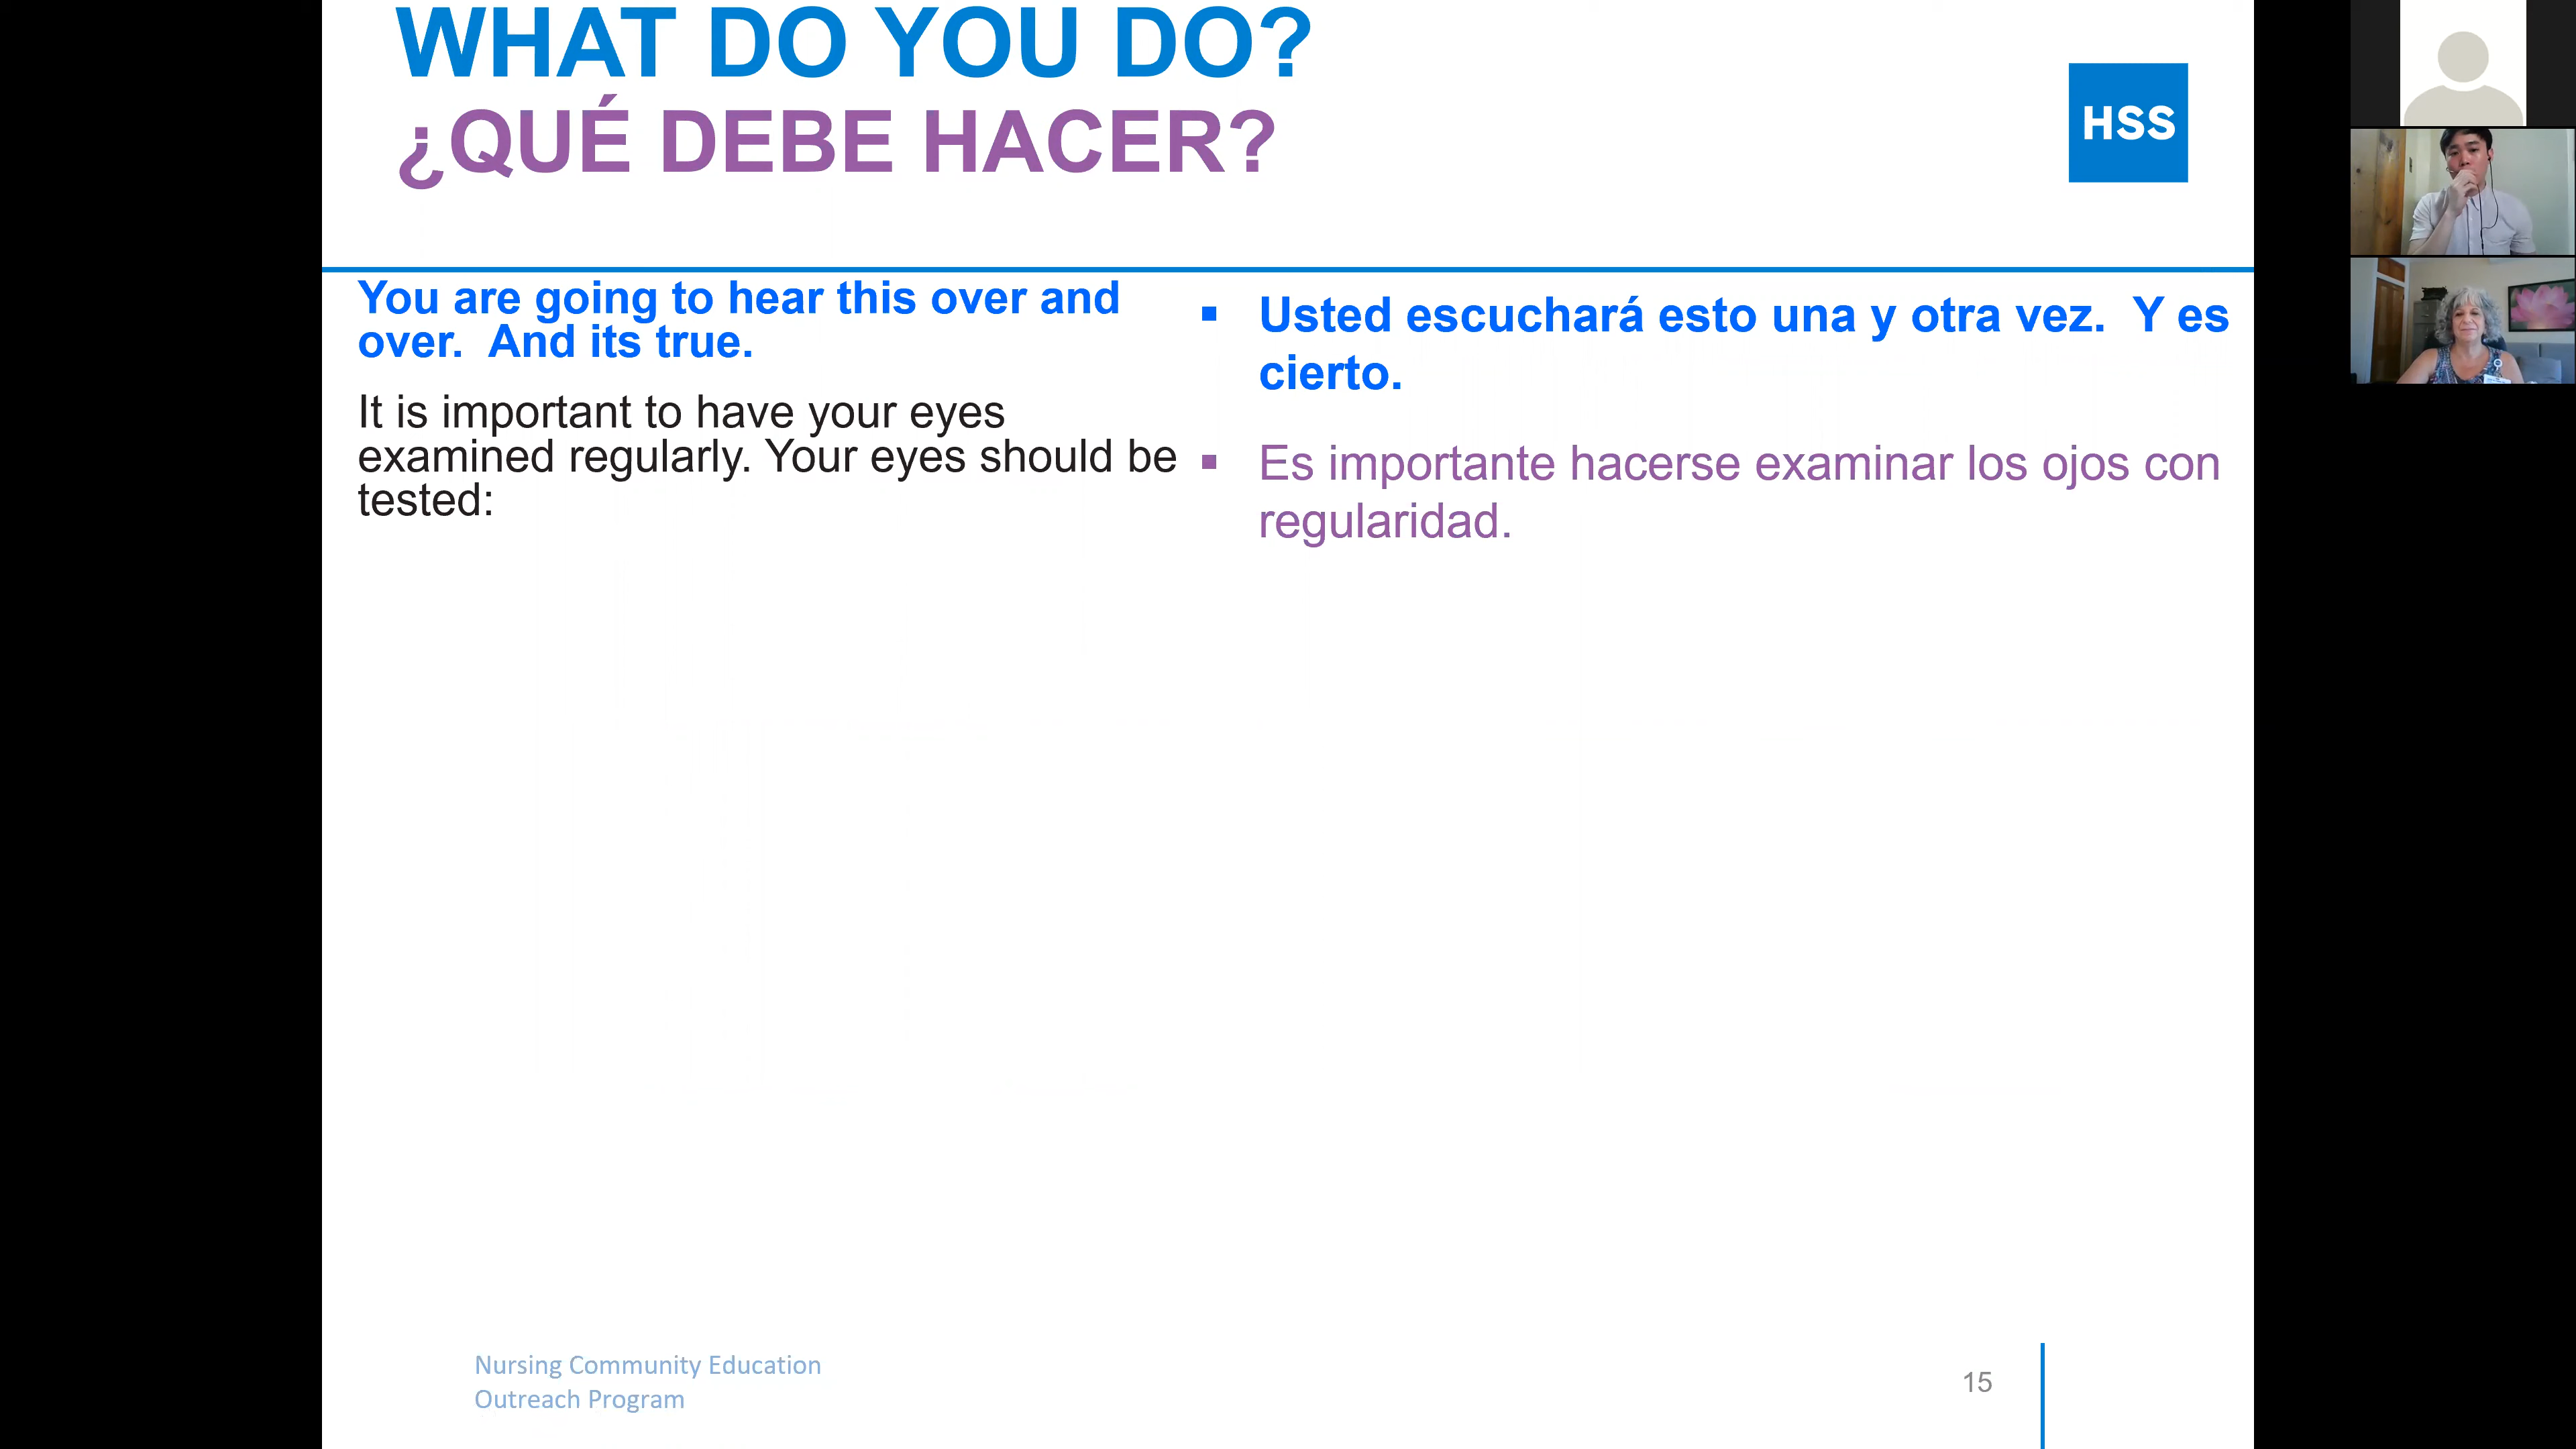 WHAT DO YOU DO?
¿QUÉ DEBE HACER?
HSS
You are going to hear this over and
over.  And its true.
It is important to have your eyes
examined regularly. Your eyes should be
tested:
▪ Usted escuchará esto una y otra vez.  Y es
cierto.
▪ Es importante hacerse examinar los ojos con
regularidad.
Nursing Community Education
Outreach Program
15